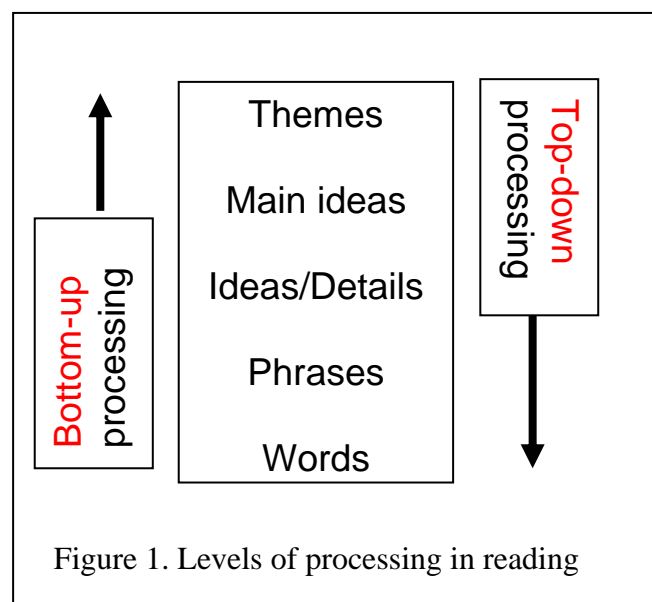 Bottom-up
processing
Themes
Main ideas
Ideas/Details
Phrases
Words
Top-down
processing
Figure 1. Levels of processing in reading